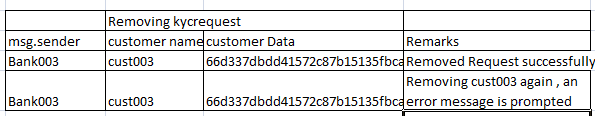 Removing kycrequest
msg.sender customer name customer Data Remarks
Bank003 cust003 66d337dbdd41572c87b15135fbca Removed Request successfully
Removing cust003 again , an
Bank003 cust003 66d337dbdd41572c87b15135fbca error message is prompted